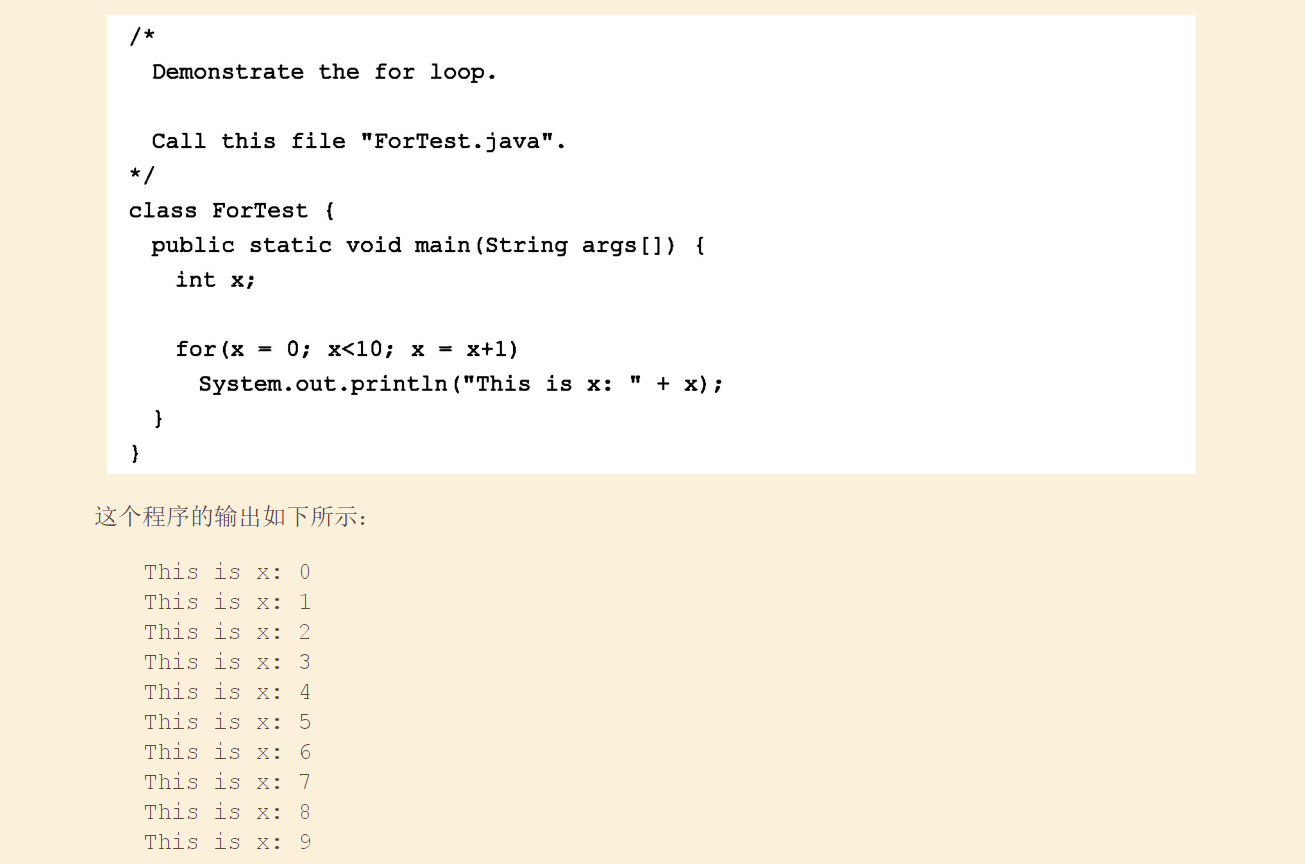 /*
Demonstrate the for loop.
Call this file "ForTest.java".
*/
class ForTest {
public static void main(String args[]) {
int x;
for(x = 0; x<10; x = x+1)
System.out.println("This is x: " + x);
}
}
这个程序的输出如下所示：
This is x: 0
This is x: 1
This is x: 2
This is x: 3
This is x: 4
This is x: 5
This is x: 6
This is x: 7
This is x: 8
This is x: 9